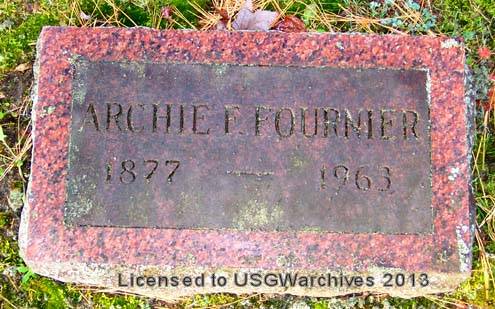 ARCHIE F. FOURNIER
1877 — 1963
Licensed to USGWarchives 2013